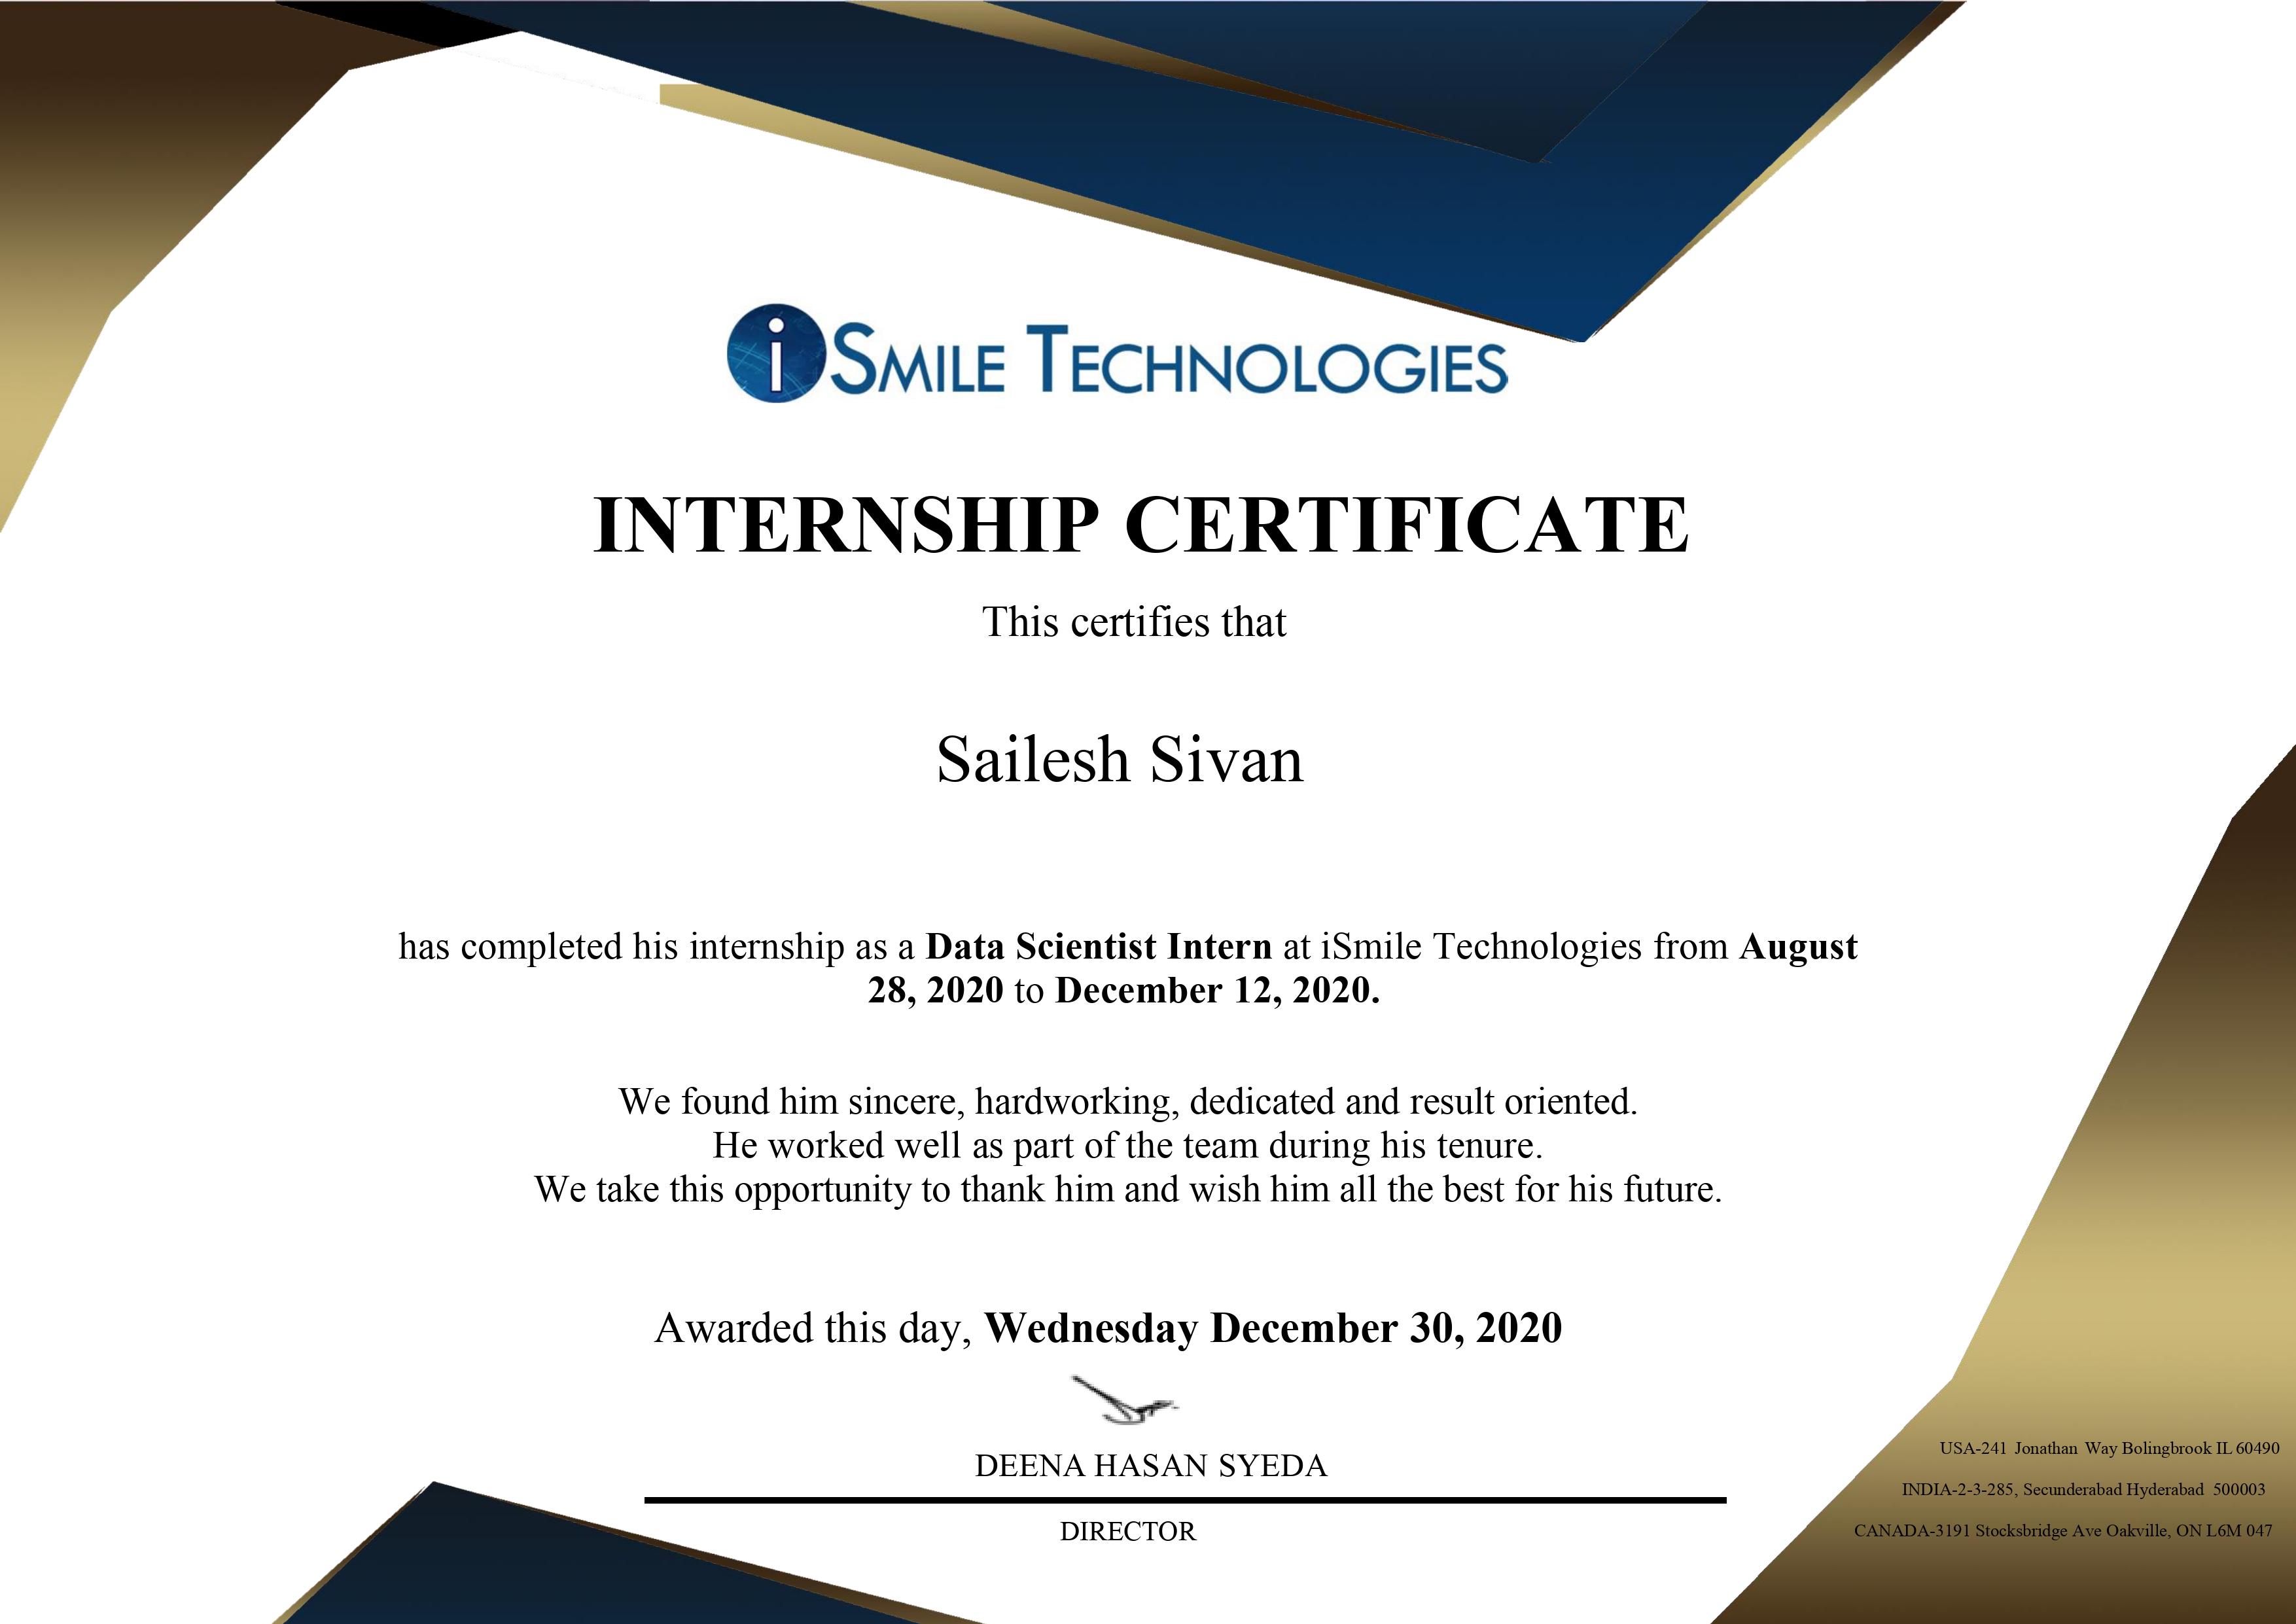 iSMILE TECHNOLOGIES
INTERNSHIP CERTIFICATE
This certifies that
Sailesh Sivan
has completed his internship as a Data Scientist Intern at iSmile Technologies from August
28, 2020 to December 12, 2020.
We found him sincere, hardworking, dedicated and result oriented.
He worked well as part of the team during his tenure.
We take this opportunity to thank him and wish him all the best for his future.
Awarded this day, Wednesday December 30, 2020
DEENA HASAN SYEDA
DIRECTOR
USA-241 Jonathan Way Bolingbrook IL 60490
INDIA-2-3-285, Secunderabad Hyderabad 500003
CANADA-3191 Stocksbridge Ave Oakville, ON L6M 047